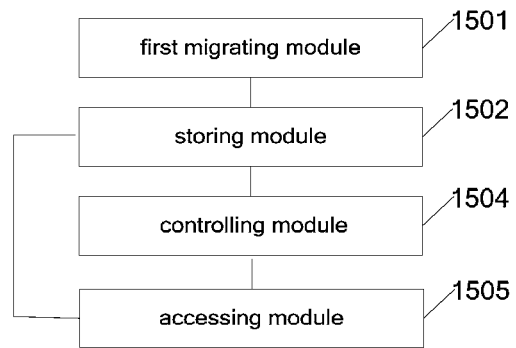 1501
first migrating module
1502
storing module
1504
controlling module
1505
accessing module